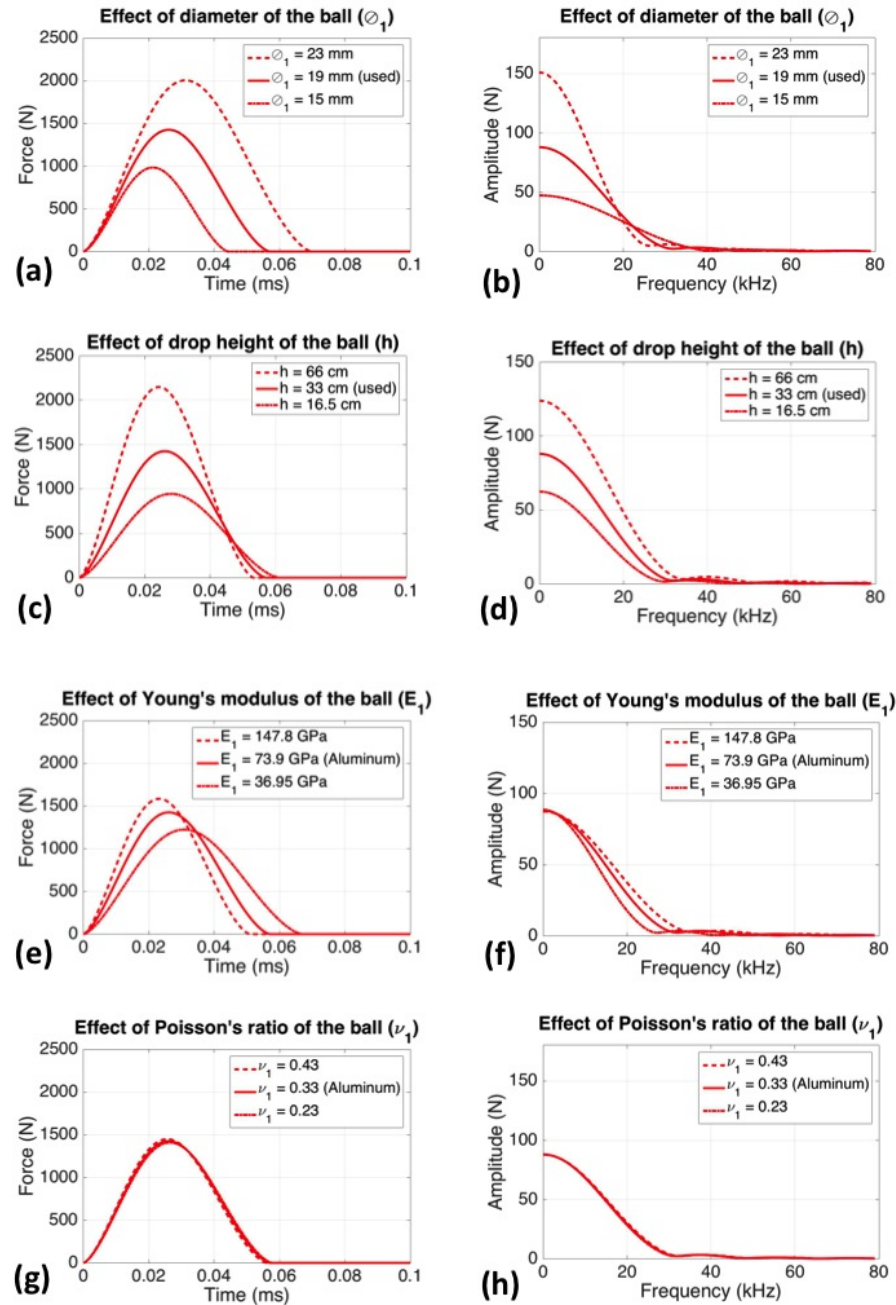 Effect of diameter of the ball (∅₁)
∅₁ = 23 mm
∅₁ = 19 mm (used)
∅₁ = 15 mm
2500
2000
1500
1000
500
0
Force (N)
0 0.02 0.04 0.06 0.08 0.1
Time (ms)
(a)
Effect of diameter of the ball (∅₁)
∅₁ = 23 mm
∅₁ = 19 mm (used)
∅₁ = 15 mm
150
100
50
0
Amplitude (N)
0 20 40 60 80
Frequency (kHz)
(b)
Effect of drop height of the ball (h)
h = 66 cm
h = 33 cm (used)
h = 16.5 cm
2500
2000
1500
1000
500
0
Force (N)
0 0.02 0.04 0.06 0.08 0.1
Time (ms)
(c)
Effect of drop height of the ball (h)
h = 66 cm
h = 33 cm (used)
h = 16.5 cm
150
100
50
0
Amplitude (N)
0 20 40 60 80
Frequency (kHz)
(d)
Effect of Young's modulus of the ball (E₁)
E₁ = 147.8 GPa
E₁ = 73.9 GPa (Aluminum)
E₁ = 36.95 GPa
2500
2000
1500
1000
500
0
Force (N)
0 0.02 0.04 0.06 0.08 0.1
Time (ms)
(e)
Effect of Young's modulus of the ball (E₁)
E₁ = 147.8 GPa
E₁ = 73.9 GPa (Aluminum)
E₁ = 36.95 GPa
150
100
50
0
Amplitude (N)
0 20 40 60 80
Frequency (kHz)
(f)
Effect of Poisson's ratio of the ball (ν₁)
ν₁ = 0.43
ν₁ = 0.33 (Aluminum)
ν₁ = 0.23
2500
2000
1500
1000
500
0
Force (N)
0 0.02 0.04 0.06 0.08 0.1
Time (ms)
(g)
Effect of Poisson's ratio of the ball (ν₁)
ν₁ = 0.43
ν₁ = 0.33 (Aluminum)
ν₁ = 0.23
150
100
50
0
Amplitude (N)
0 20 40 60 80
Frequency (kHz)
(h)